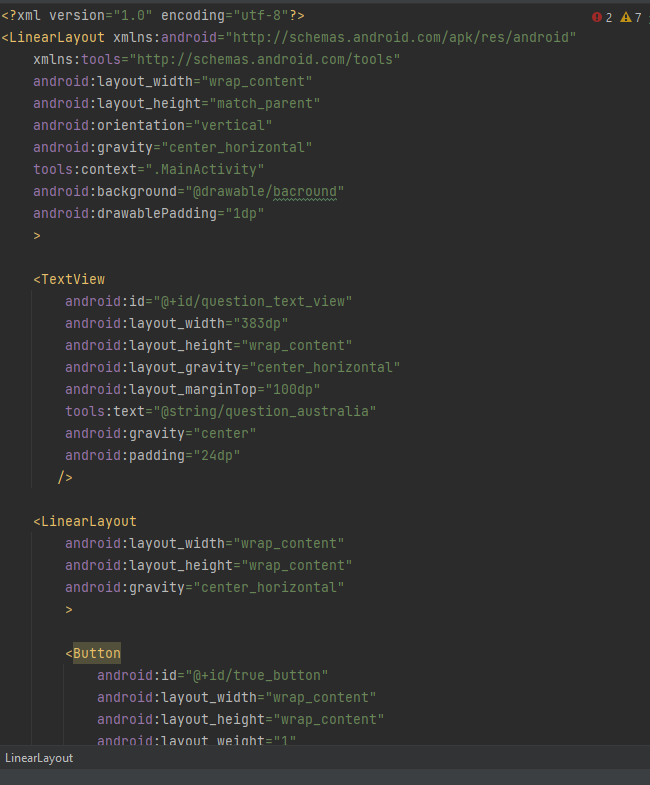 <?xml version="1.0" encoding="utf-8"?>
2 7
<LinearLayout xmlns:android="http://schemas.android.com/apk/res/android"
xmlns:tools="http://schemas.android.com/tools"
android:layout_width="wrap_content"
android:layout_height="match_parent"
android:orientation="vertical"
android:gravity="center_horizontal"
tools:context=".MainActivity"
android:background="@drawable/bacround"
android:drawablePadding="1dp"
>
<TextView
android:id="@+id/question_text_view"
android:layout_width="383dp"
android:layout_height="wrap_content"
android:layout_gravity="center_horizontal"
android:layout_marginTop="100dp"
tools:text="@string/question_australia"
android:gravity="center"
android:padding="24dp"
/>
<LinearLayout
android:layout_width="wrap_content"
android:layout_height="wrap_content"
android:gravity="center_horizontal"
>
<Button
android:id="@+id/true_button"
android:layout_width="wrap_content"
android:layout_height="wrap_content"
android:layout_weight="1"
LinearLayout